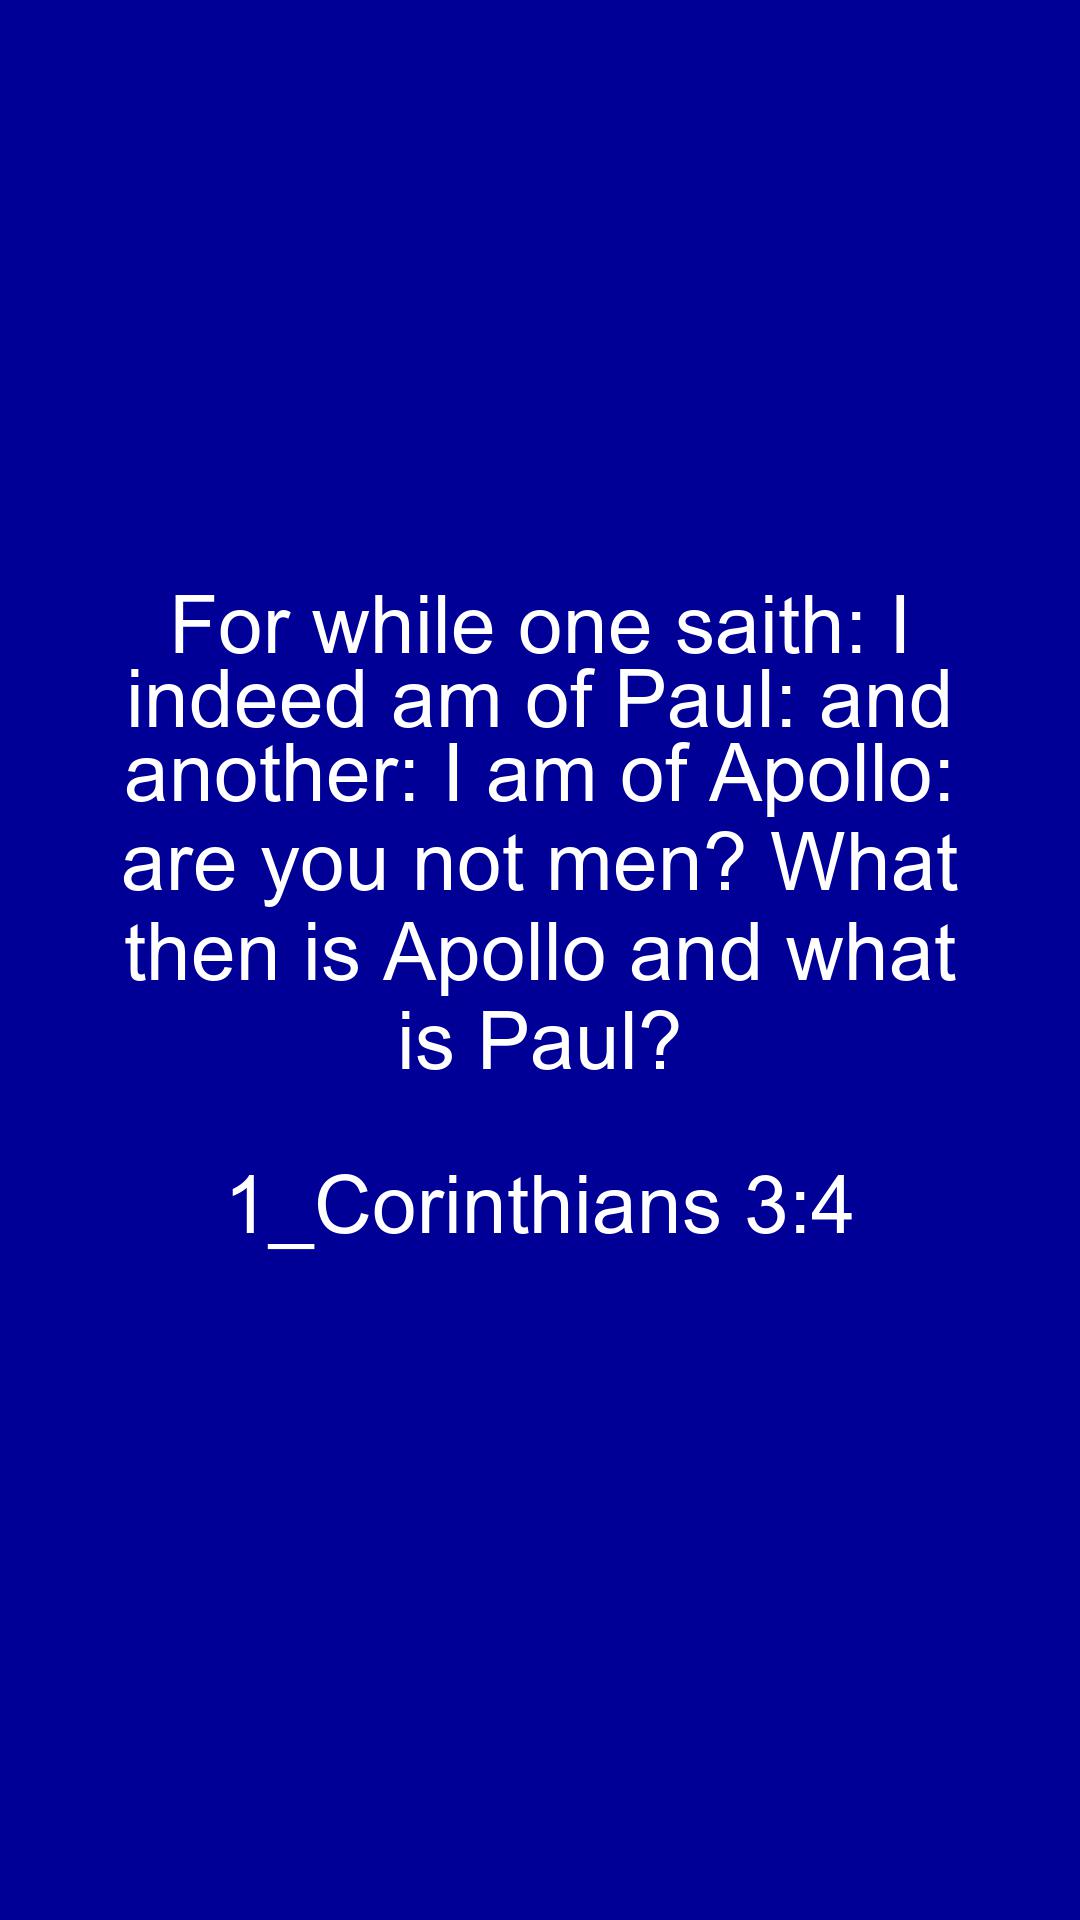 For while one saith: I
indeed am of Paul: and
another: I am of Apollo:
are you not men? What
then is Apollo and what
is Paul?
1_Corinthians 3:4